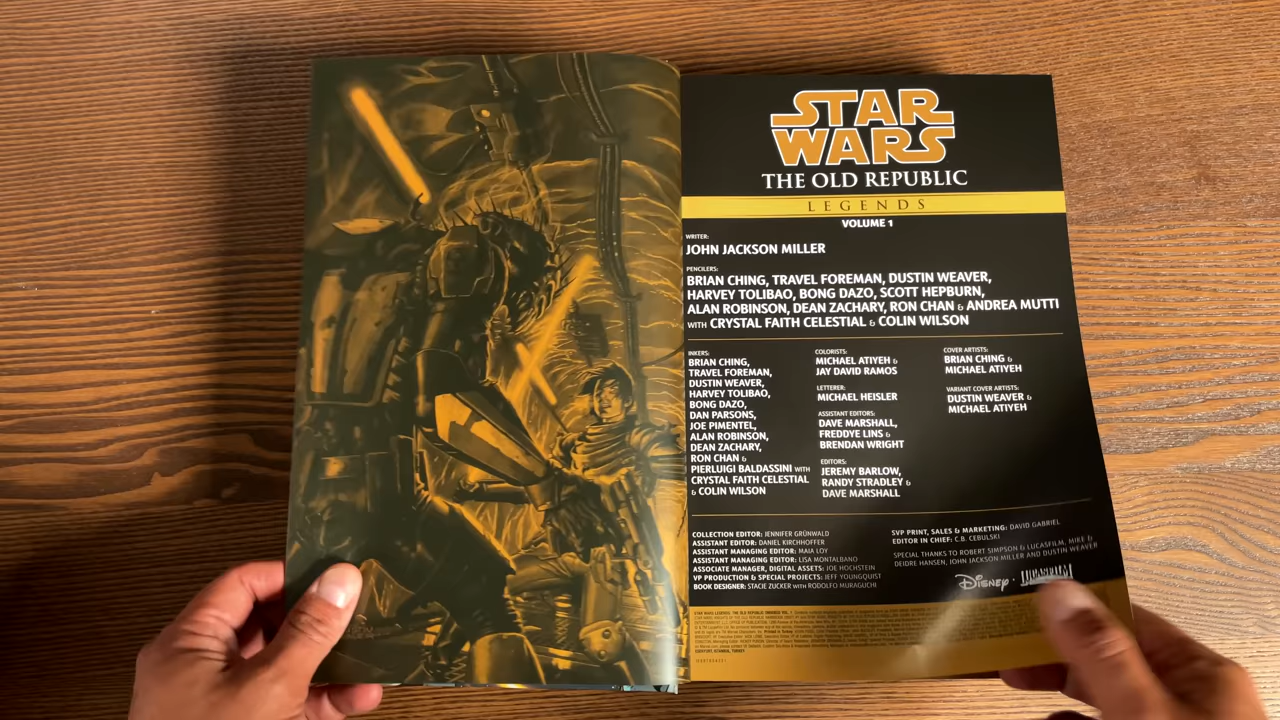 STAR
WARS
THE OLD REPUBLIC
LEGENDS
VOLUME 1
WRITER:
JOHN JACKSON MILLER
PENCILERS:
BRIAN CHING, TRAVEL FOREMAN, DUSTIN WEAVER,
HARVEY TOLIBAO, BONG DAZO, SCOTT HEPBURN,
ALAN ROBINSON, DEAN ZACHARY, RON CHAN & ANDREA MUTTI
WITH CRYSTAL FAITH CELESTIAL & COLIN WILSON
INKERS:
BRIAN CHING,
TRAVEL FOREMAN,
DUSTIN WEAVER,
HARVEY TOLIBAO,
BONG DAZO,
DAN PARSONS,
JOE PIMENTEL,
ALAN ROBINSON,
DEAN ZACHARY,
RON CHAN &
PIERLUIGI BALDASSINI WITH
CRYSTAL FAITH CELESTIAL
& COLIN WILSON
COLORISTS:
MICHAEL ATIYEH &
JAY DAVID RAMOS
LETTERER:
MICHAEL HEISLER
ASSISTANT EDITORS:
DAVE MARSHALL,
FREDDYE LINS &
BRENDAN WRIGHT
EDITORS:
JEREMY BARLOW,
RANDY STRADLEY &
DAVE MARSHALL
COVER ARTISTS:
BRIAN CHING &
MICHAEL ATIYEH
VARIANT COVER ARTISTS:
DUSTIN WEAVER &
MICHAEL ATIYEH
COLLECTION EDITOR: JENNIFER GRÜNWALD
ASSISTANT EDITOR: DANIEL KIRCHHOFFER
ASSISTANT MANAGING EDITOR: MAIA LOY
ASSISTANT MANAGING EDITOR: LISA MONTALBANO
ASSOCIATE MANAGER, DIGITAL ASSETS: JOE HOCHSTEIN
VP PRODUCTION & SPECIAL PROJECTS: JEFF YOUNGQUIST
BOOK DESIGNER: STACIE ZUCKER WITH RODOLFO MURAGUCHI
SVP PRINT, SALES & MARKETING: DAVID GABRIEL
EDITOR IN CHIEF: C.B. CEBULSKI
SPECIAL THANKS TO ROBERT SIMPSON & LUCASFILM, MIKE &
DEIDRE HANSEN, JOHN JACKSON MILLER AND DUSTIN WEAVER
DISNEY · LUCASFILM